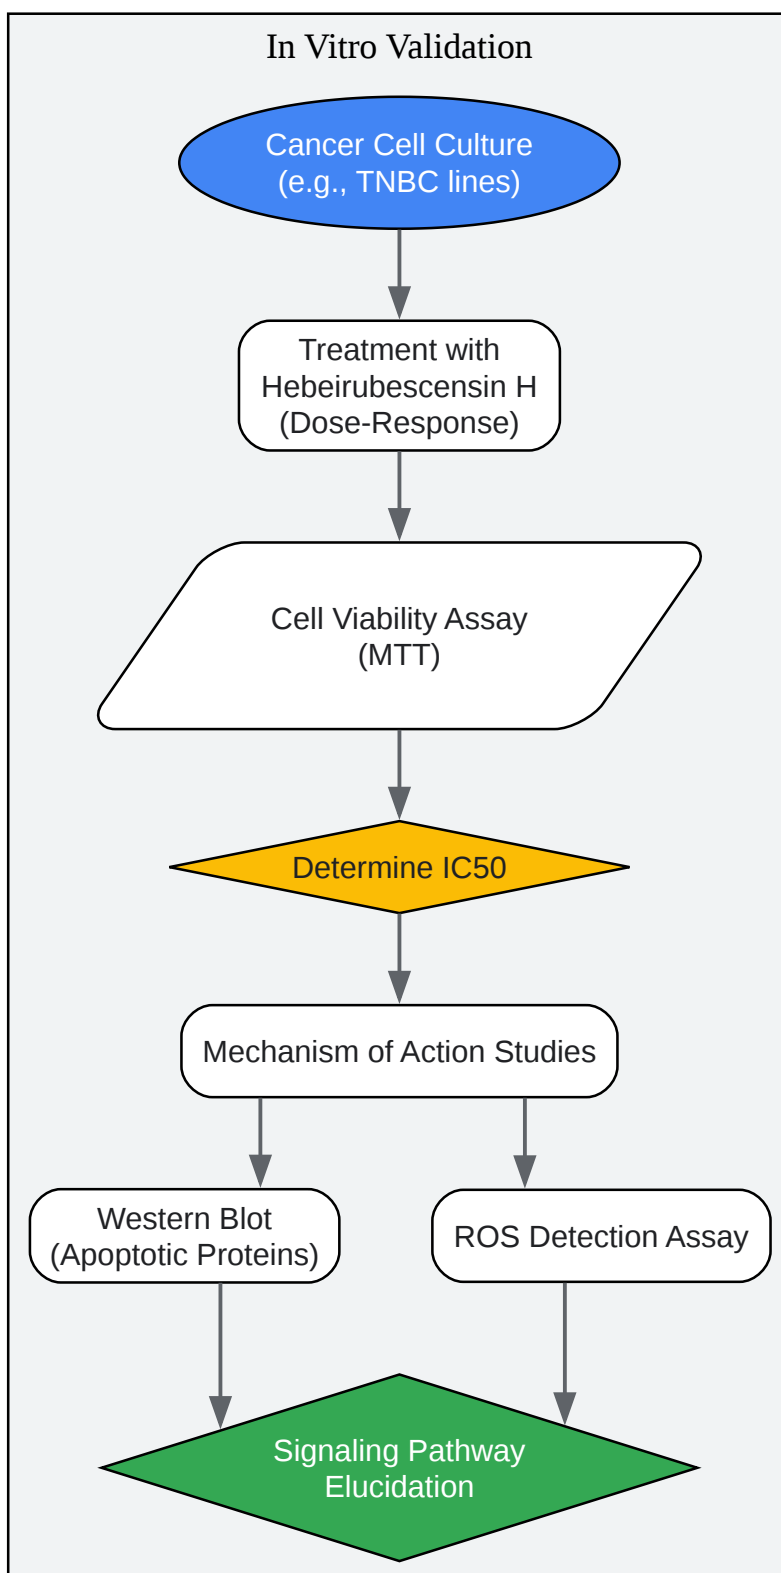 In Vitro Validation
Cancer Cell Culture
(e.g., TNBC lines)
Treatment with
Hebeirubescensin H
(Dose-Response)
Cell Viability Assay
(MTT)
Determine IC50
Mechanism of Action Studies
Western Blot
(Apoptotic Proteins)
ROS Detection Assay
Signaling Pathway
Elucidation